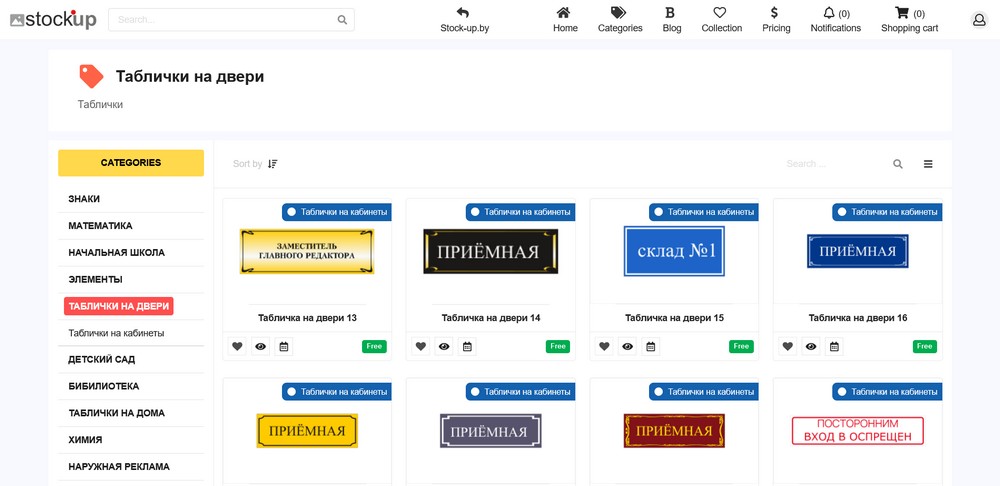 stockup
Search...
Stock-up.by
Home
Categories
Blog
Collection
Pricing
(0)
Notifications
(0)
Shopping cart
Таблички на двери
Таблички
CATEGORIES
ЗНАКИ
МАТЕМАТИКА
НАЧАЛЬНАЯ ШКОЛА
ЭЛЕМЕНТЫ
ТАБЛИЧКИ НА ДВЕРИ
Таблички на кабинеты
ДЕТСКИЙ САД
БИБИЛИОТЕКА
ТАБЛИЧКИ НА ДОМА
ХИМИЯ
НАРУЖНАЯ РЕКЛАМА
Sort by
Search ...
Таблички на кабинеты
ЗАМЕСТИТЕЛЬ
ГЛАВНОГО РЕДАКТОРА
Табличка на двери 13
Free
Таблички на кабинеты
ПРИЁМНАЯ
Табличка на двери 14
Free
Таблички на кабинеты
склад №1
Табличка на двери 15
Free
Таблички на кабинеты
ПРИЁМНАЯ
Табличка на двери 16
Free
Таблички на кабинеты
ПРИЁМНАЯ
Таблички на кабинеты
ПРИЁМНАЯ
Таблички на кабинеты
ПРИЁМНАЯ
Таблички на кабинеты
ПОСТОРОННИМ
ВХОД В ОСПРЕЩЕН